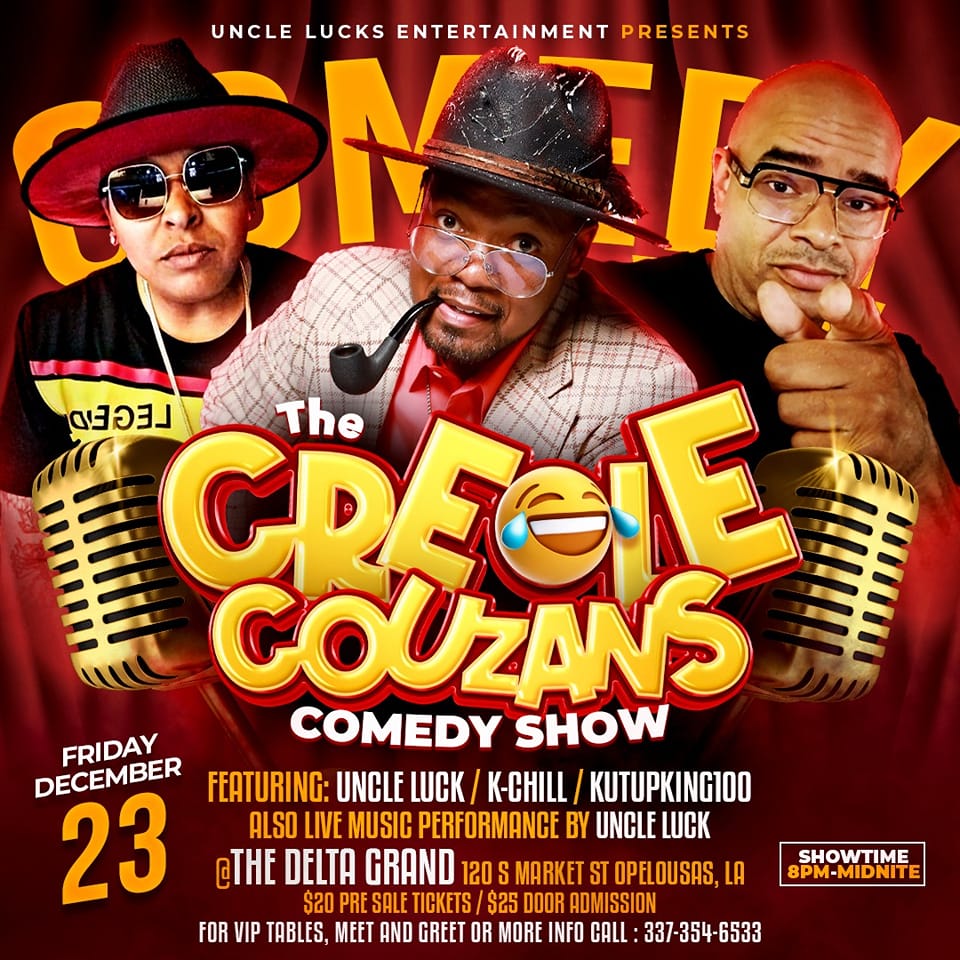 UNCLE LUCKS ENTERTAINMENT PRESENTS
COMEDY
LEGEND
The
CREOLE
COUZANS
COMEDY SHOW
FRIDAY
DECEMBER
23
FEATURING: UNCLE LUCK / K-CHILL / KUTUPKING100
ALSO LIVE MUSIC PERFORMANCE BY UNCLE LUCK
@THE DELTA GRAND 120 S MARKET ST OPELOUSAS, LA
$20 PRE SALE TICKETS / $25 DOOR ADMISSION
FOR VIP TABLES, MEET AND GREET OR MORE INFO CALL : 337-354-6533
SHOWTIME
8PM-MIDNITE